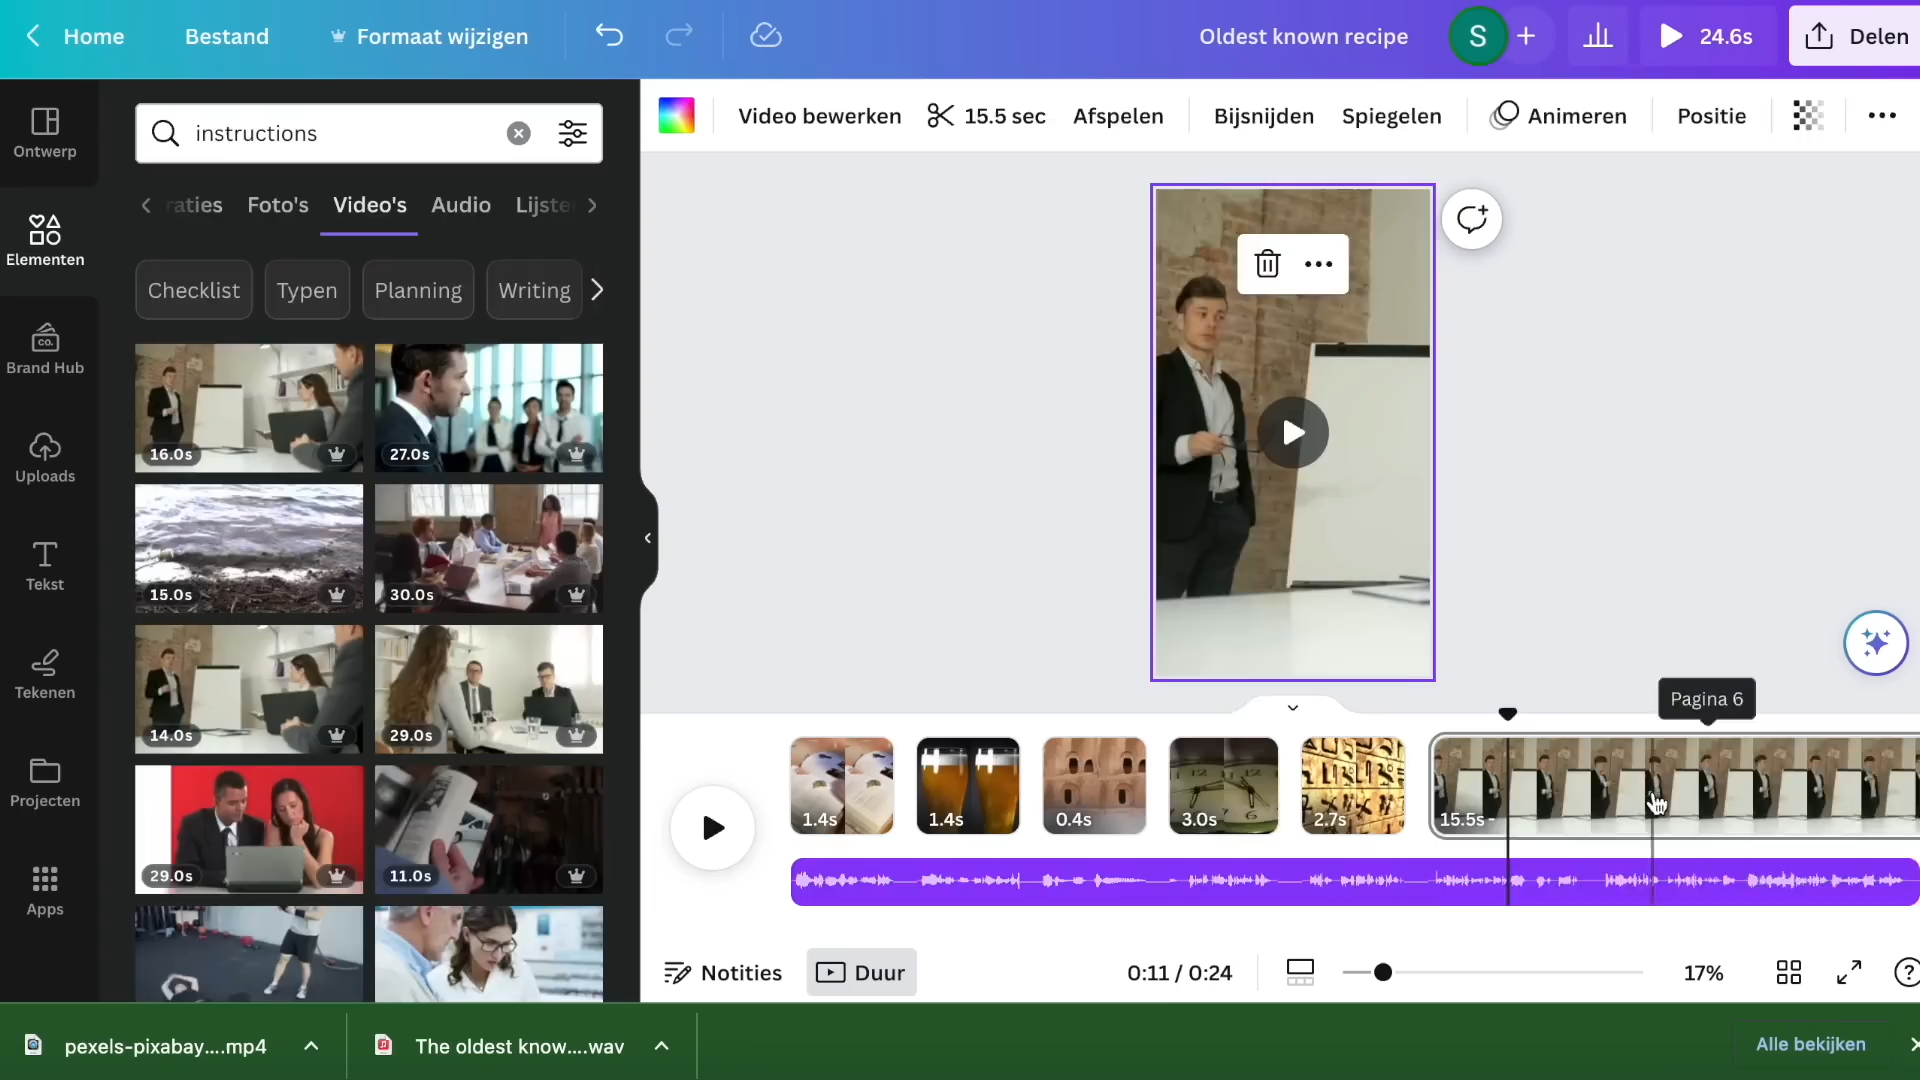 Home Bestand Formaat wijzigen Oldest known recipe S 24.6s Delen
Ontwerp
Elementen
Brand Hub
co.
Uploads
Tekst
Tekenen
Projecten
Apps
instructions
raties Foto's Video's Audio Lijste
Checklist Typen Planning Writing
16.0s 27.0s
15.0s 30.0s
14.0s 29.0s
29.0s 11.0s
Video bewerken 15.5 sec Afspelen Bijsnijden Spiegelen Animeren Positie
Pagina 6
1.4s 1.4s 0.4s 3.0s 2.7s 15.5s
Notities Duur 0:11 / 0:24 17%
pexels-pixabay....mp4 The oldest know....wav Alle bekijken